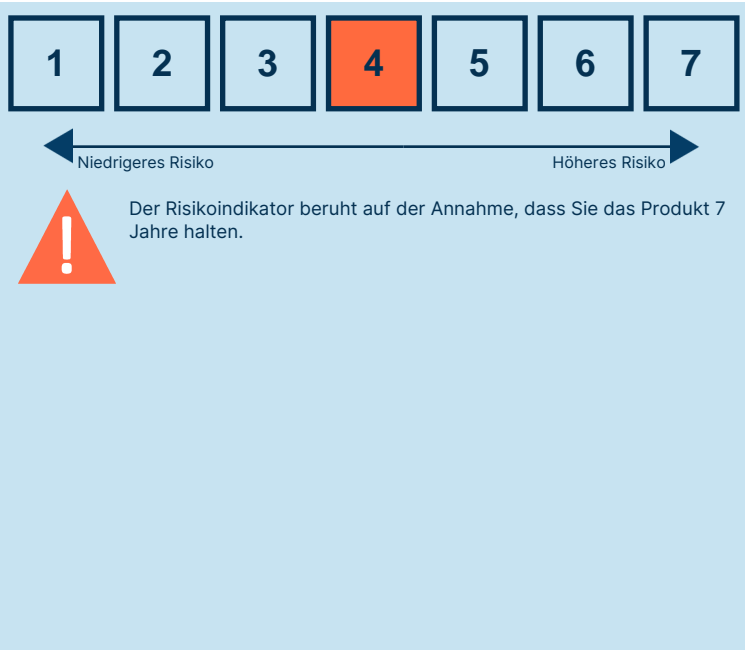 1 2 3 4 5 6 7
Niedrigeres Risiko Höheres Risiko
Der Risikoindikator beruht auf der Annahme, dass Sie das Produkt 7
Jahre halten.